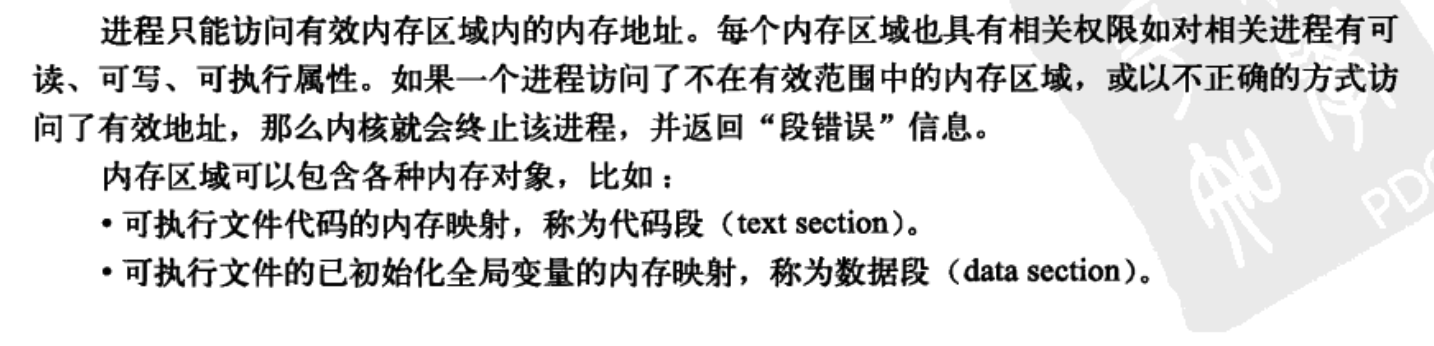 进程只能访问有效内存区域内的内存地址。每个内存区域也具有相关权限如对相关进程有可
读、可写、可执行属性。如果一个进程访问了不在有效范围中的内存区域，或以不正确的方式访
问了有效地址，那么内核就会终止该进程，并返回“段错误”信息。
内存区域可以包含各种内存对象，比如：
• 可执行文件代码的内存映射，称为代码段（text section）。
• 可执行文件的已初始化全局变量的内存映射，称为数据段（data section）。
PDG